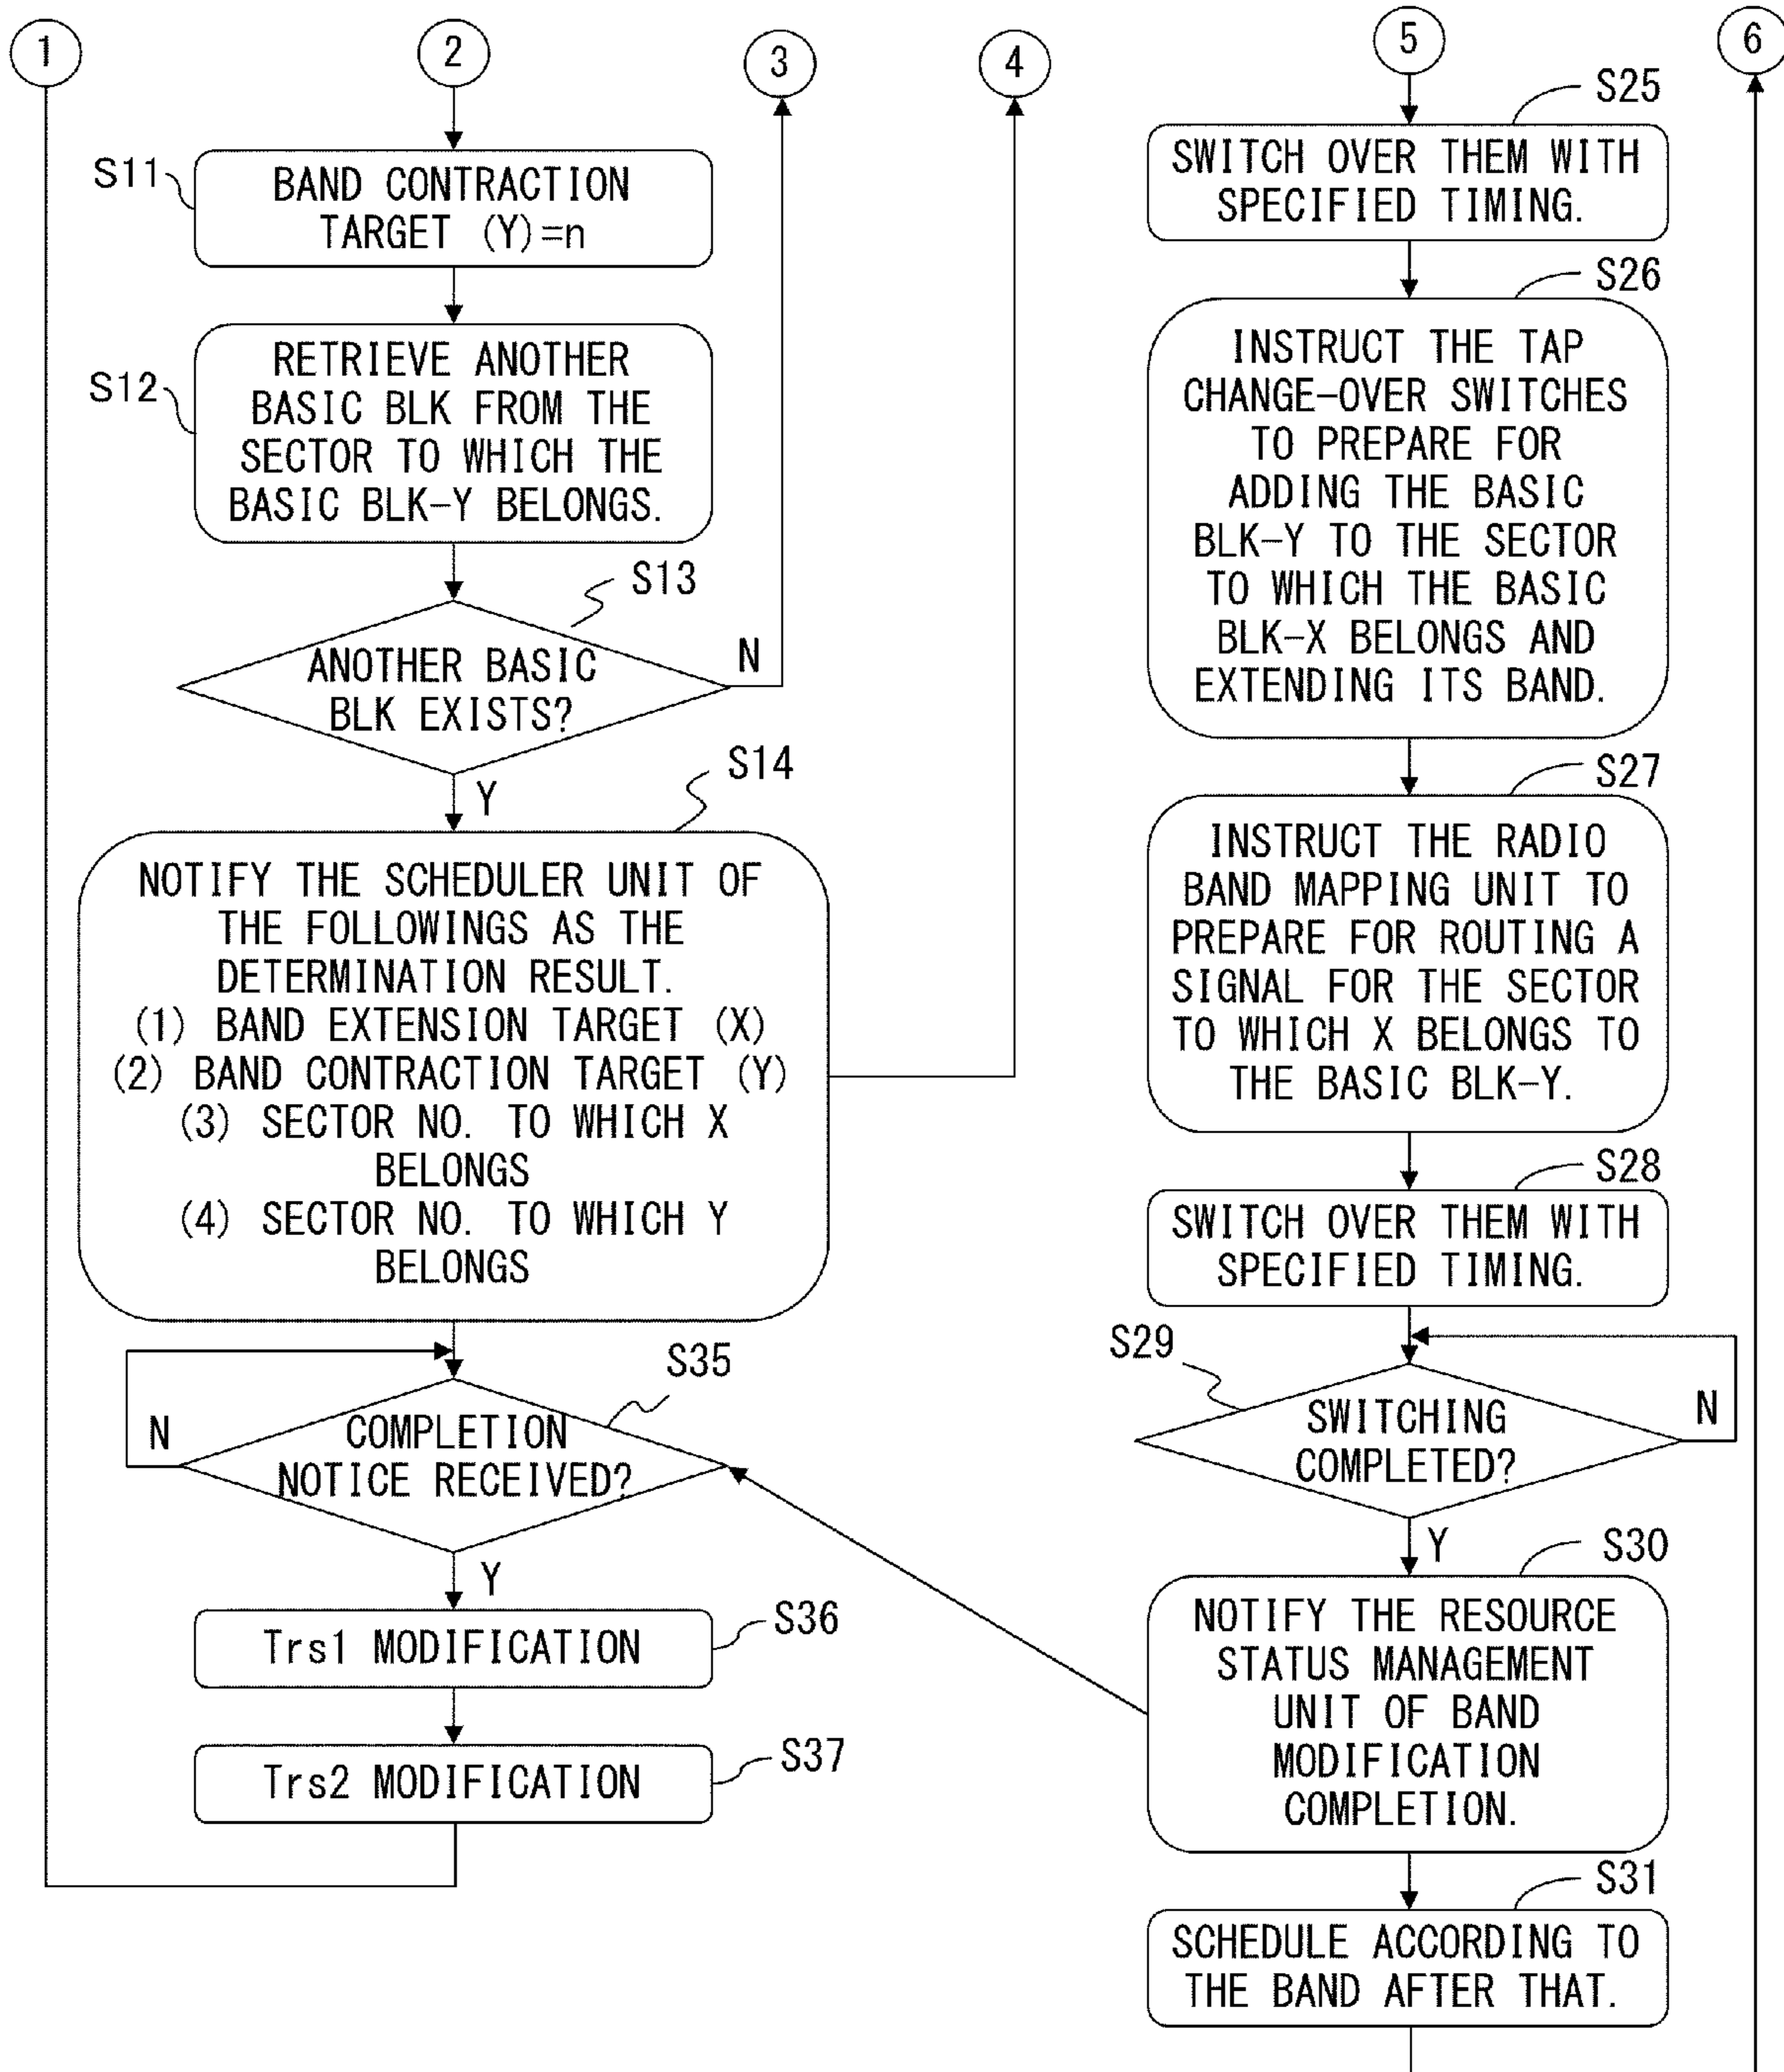 1
2
3
4
5
6
S11
BAND CONTRACTION
TARGET (Y)=n
S12
RETRIEVE ANOTHER
BASIC BLK FROM THE
SECTOR TO WHICH THE
BASIC BLK-Y BELONGS.
S13
ANOTHER BASIC
BLK EXISTS?
N
Y
S14
NOTIFY THE SCHEDULER UNIT OF
THE FOLLOWINGS AS THE
DETERMINATION RESULT.
(1) BAND EXTENSION TARGET (X)
(2) BAND CONTRACTION TARGET (Y)
(3) SECTOR NO. TO WHICH X
BELONGS
(4) SECTOR NO. TO WHICH Y
BELONGS
S35
COMPLETION
NOTICE RECEIVED?
N
Y
S36
Trs1 MODIFICATION
S37
Trs2 MODIFICATION
S25
SWITCH OVER THEM WITH
SPECIFIED TIMING.
S26
INSTRUCT THE TAP
CHANGE-OVER SWITCHES
TO PREPARE FOR
ADDING THE BASIC
BLK-Y TO THE SECTOR
TO WHICH THE BASIC
BLK-X BELONGS AND
EXTENDING ITS BAND.
S27
INSTRUCT THE RADIO
BAND MAPPING UNIT TO
PREPARE FOR ROUTING A
SIGNAL FOR THE SECTOR
TO WHICH X BELONGS TO
THE BASIC BLK-Y.
S28
SWITCH OVER THEM WITH
SPECIFIED TIMING.
S29
SWITCHING
COMPLETED?
N
Y
S30
NOTIFY THE RESOURCE
STATUS MANAGEMENT
UNIT OF BAND
MODIFICATION
COMPLETION.
S31
SCHEDULE ACCORDING TO
THE BAND AFTER THAT.